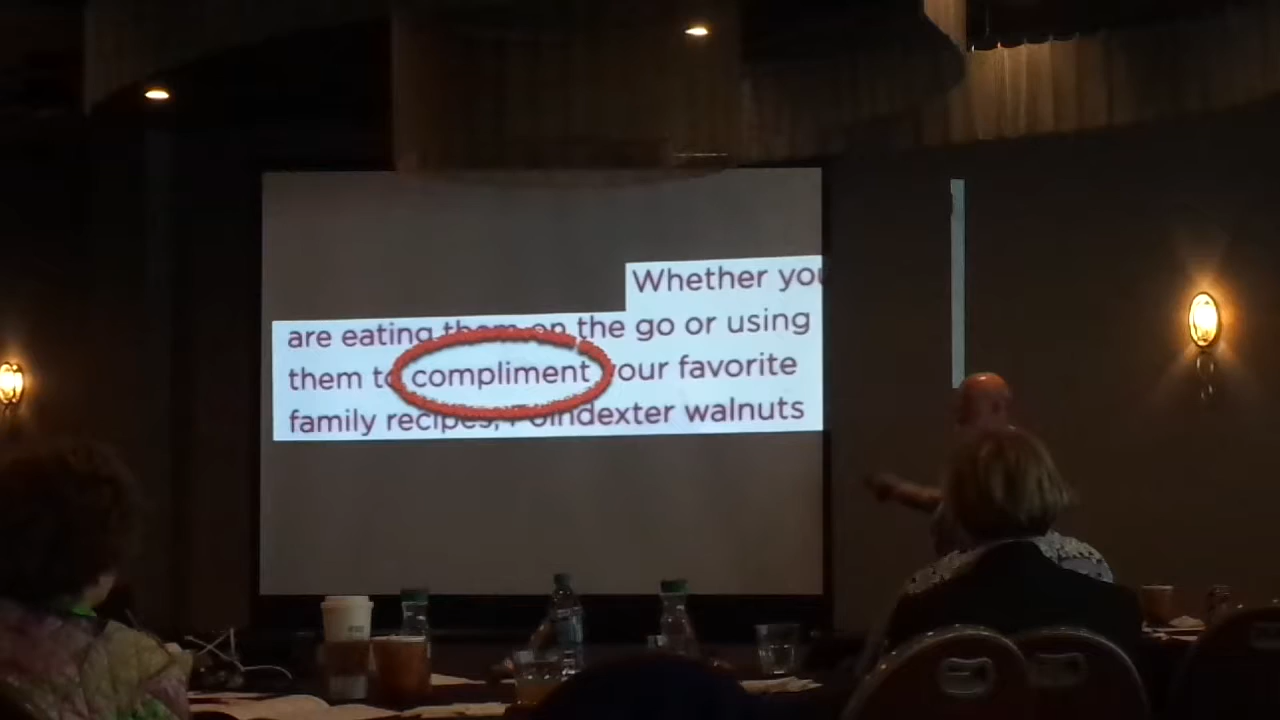 Whether you
are eating them on the go or using
them to compliment your favorite
family recipes, Poindexter walnuts